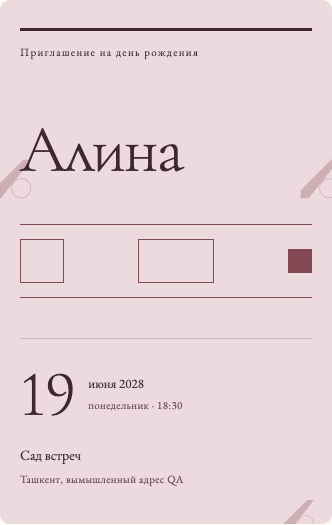 Приглашение на день рождения
Алина
19
июня 2028
понедельник · 18:30
Сад встреч
Ташкент, вымышленный адрес QA